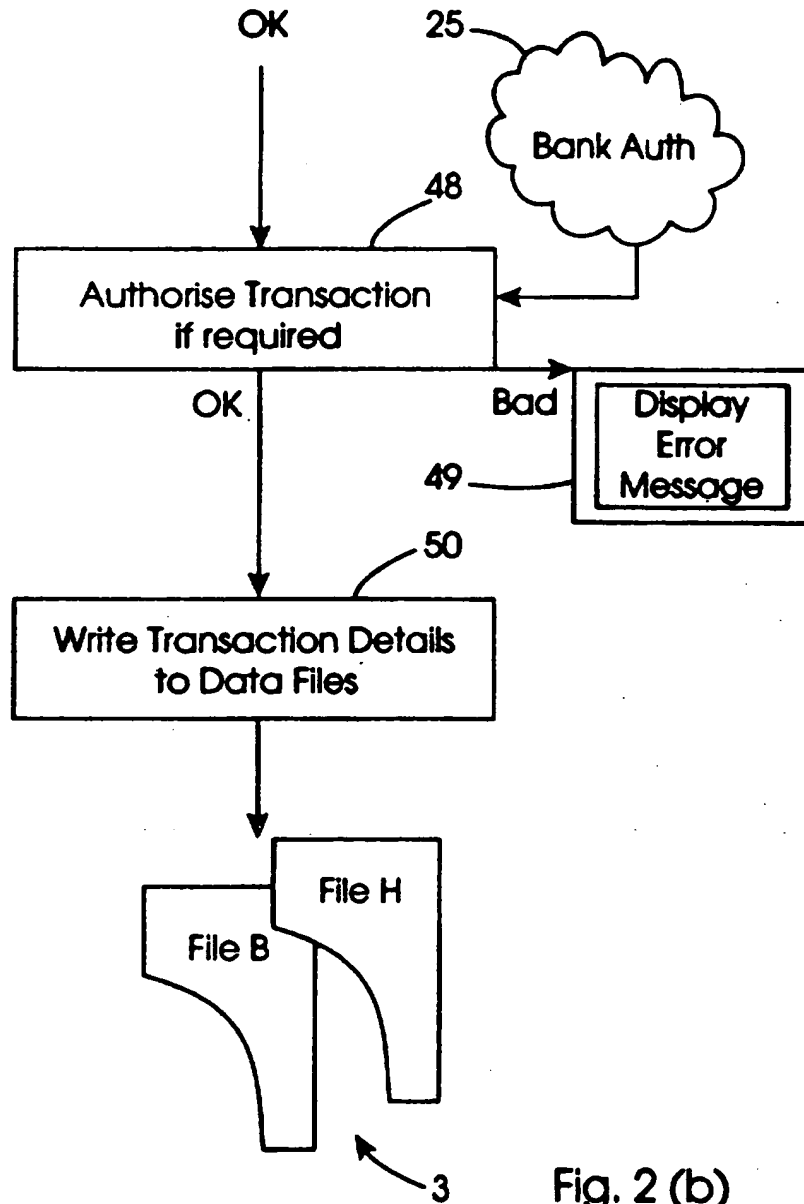 OK
25
Bank Auth
48
Authorise Transaction
if required
OK
Bad
Display
Error
Message
49
50
Write Transaction Details
to Data Files
File H
File B
3
Fig. 2 (b)